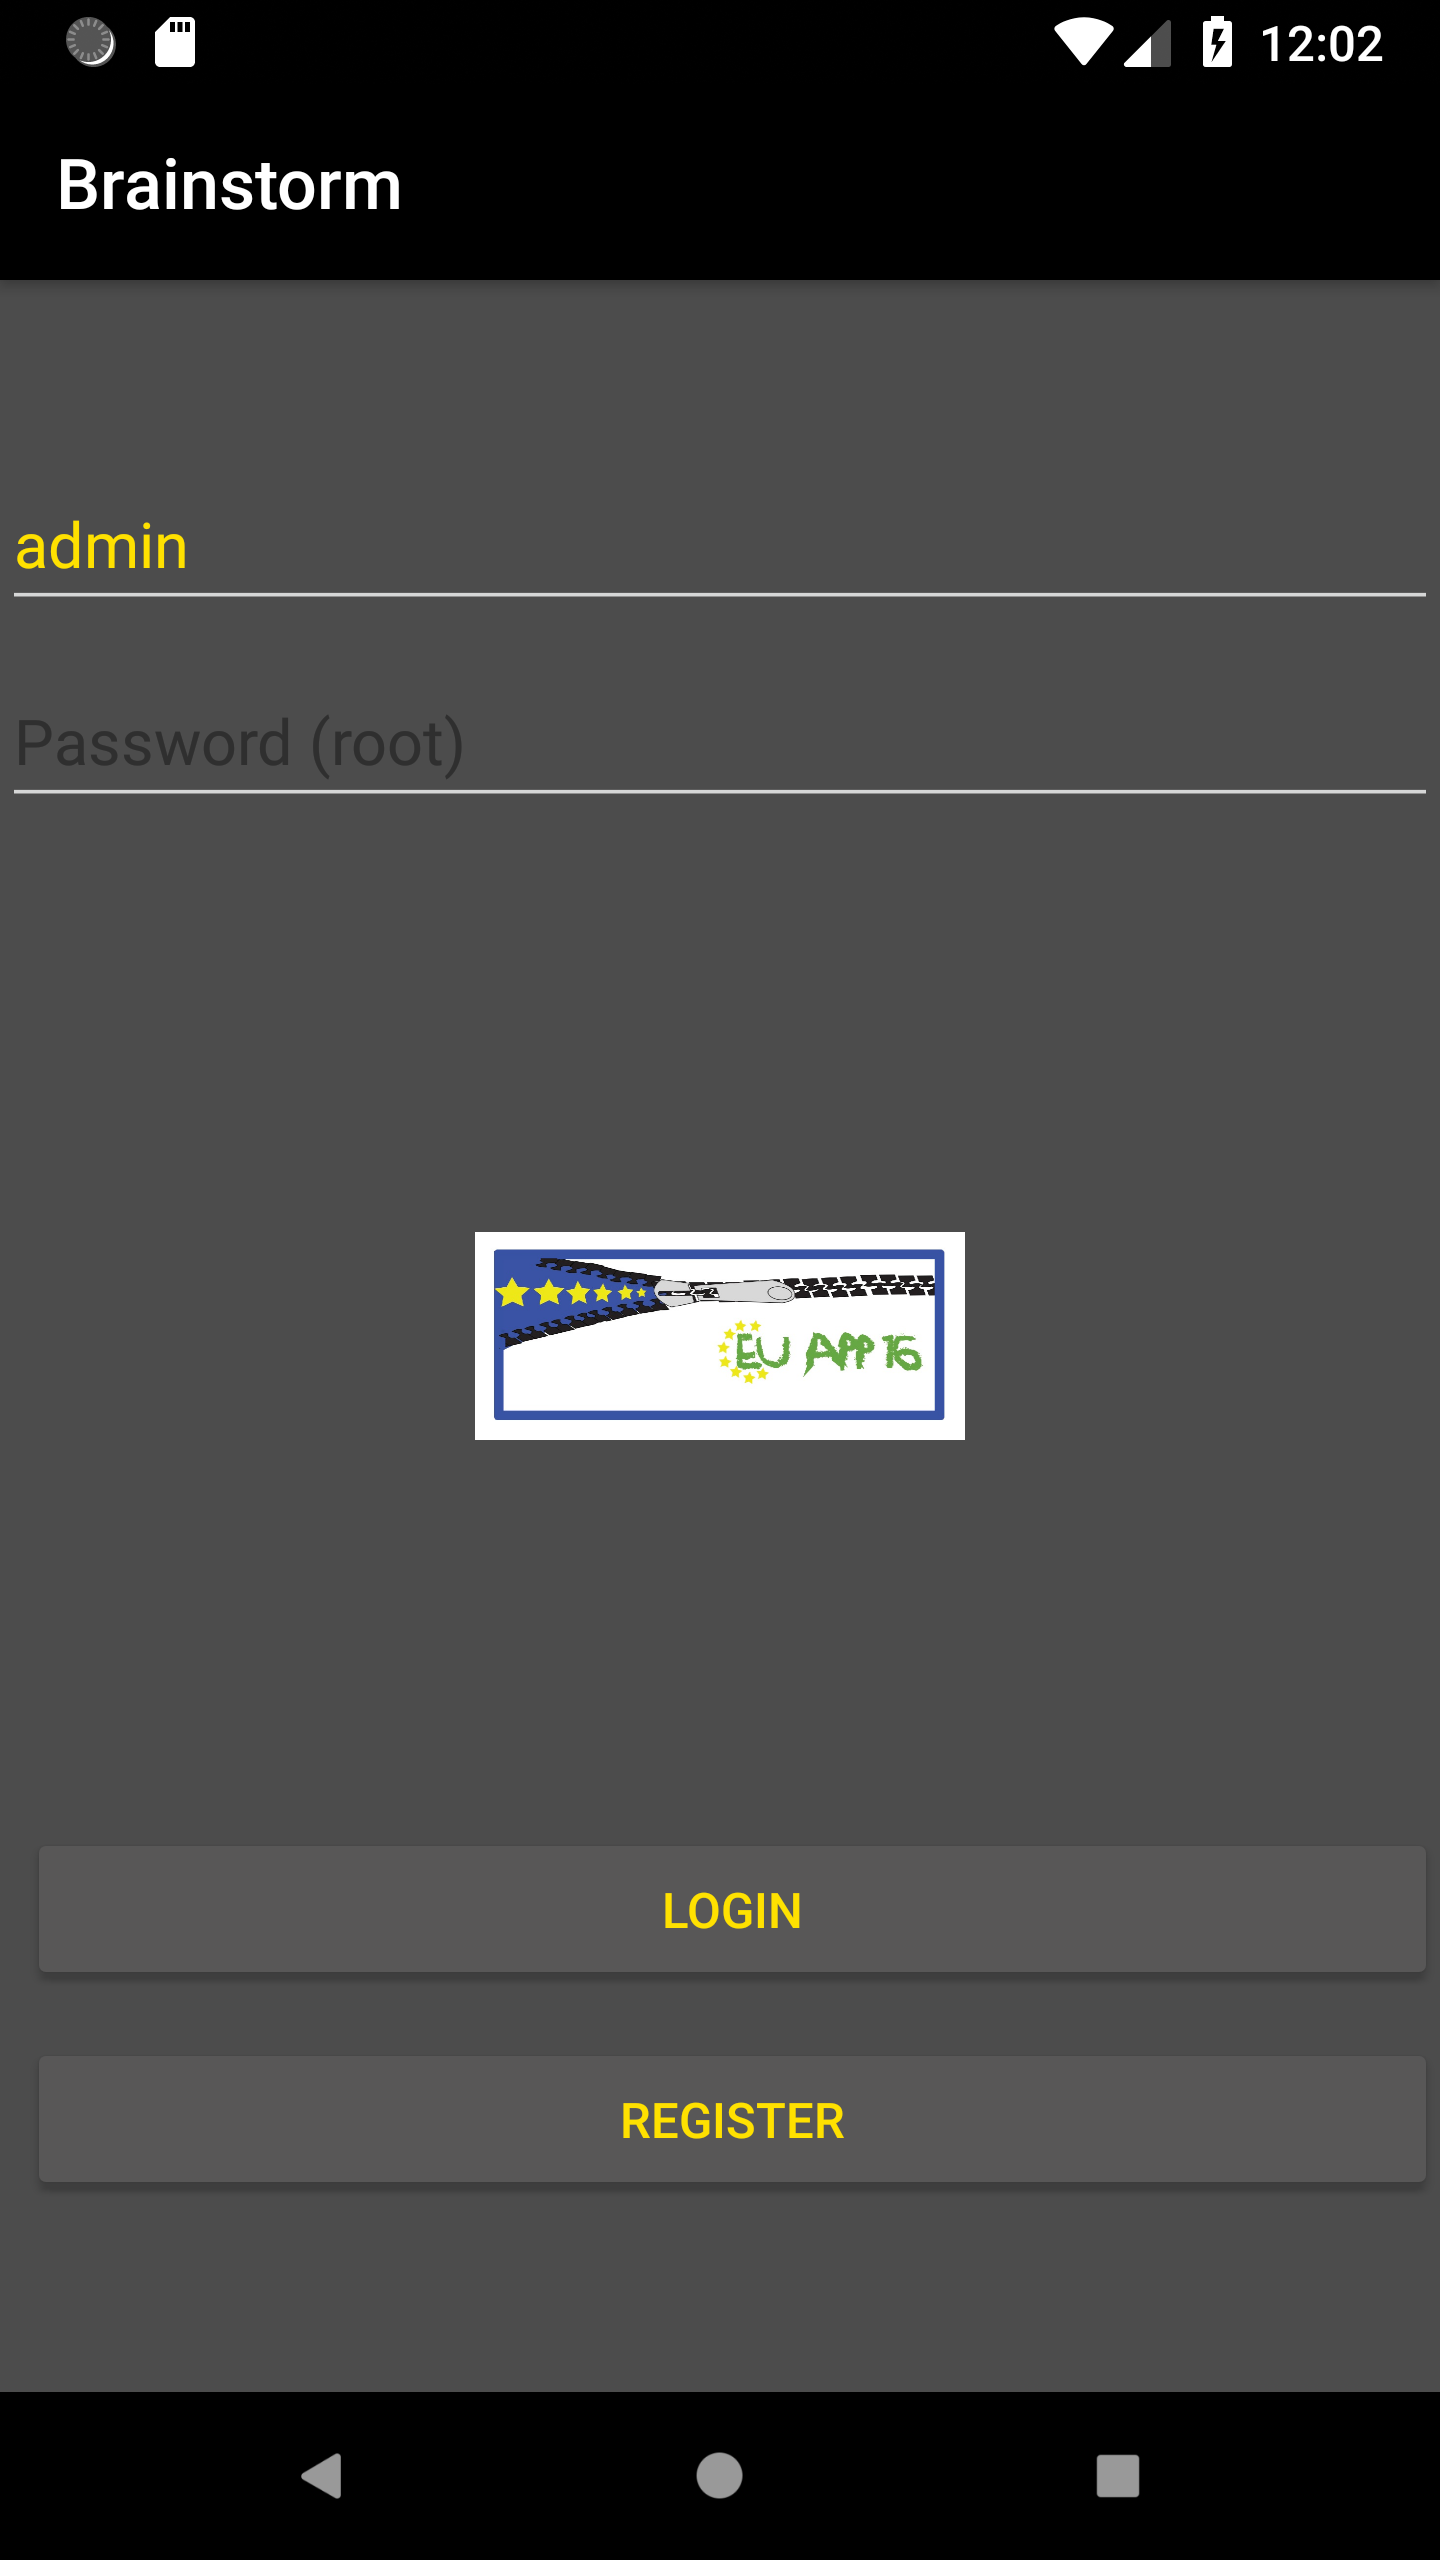 12:02
Brainstorm
admin
Password (root)
EU APP 16
LOGIN
REGISTER